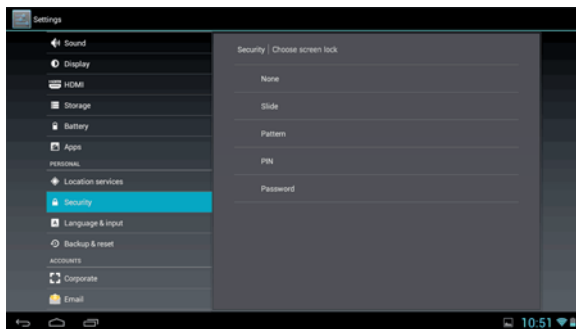 Settings
Sound
Display
HDMI
Storage
Battery
Apps
PERSONAL
Location services
Security
Language & input
Backup & reset
ACCOUNTS
Corporate
Email
Security | Choose screen lock
None
Slide
Pattern
PIN
Password
10:51